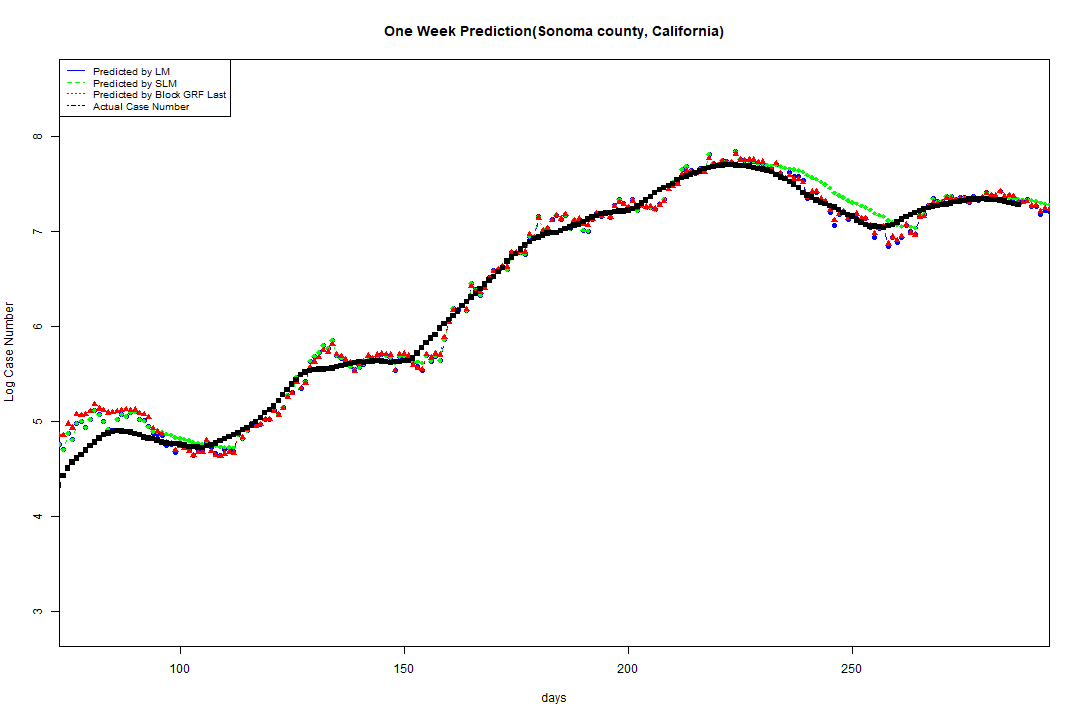 One Week Prediction(Sonoma county, California)
Predicted by LM
Predicted by SLM
Predicted by Block GRF Last
Actual Case Number
8
7
6
5
4
3
Log Case Number
100
150
200
250
days